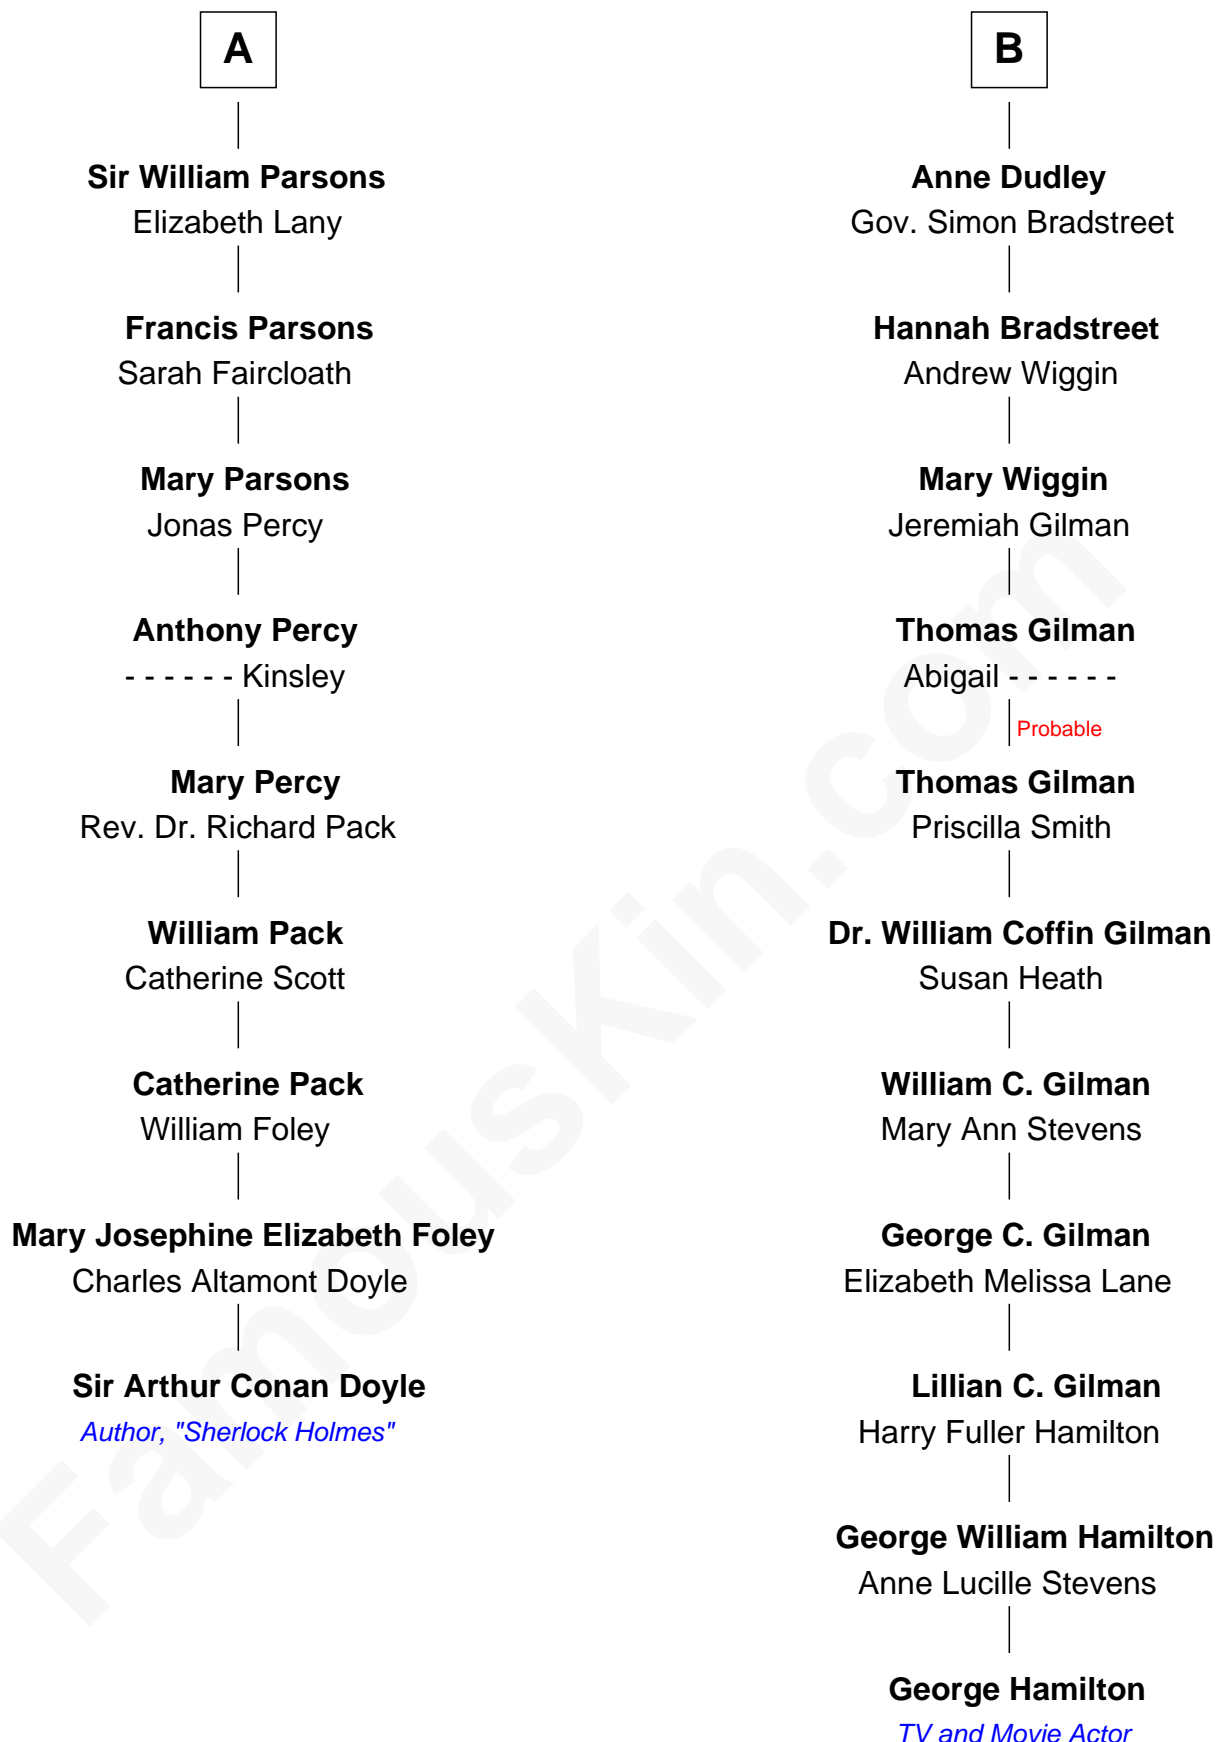 A
Sir William Parsons
Elizabeth Lany
Francis Parsons
Sarah Faircloath
Mary Parsons
Jonas Percy
Anthony Percy
- - - - - - Kinsley
Mary Percy
Rev. Dr. Richard Pack
William Pack
Catherine Scott
Catherine Pack
William Foley
Mary Josephine Elizabeth Foley
Charles Altamont Doyle
Sir Arthur Conan Doyle
Author, "Sherlock Holmes"
B
Anne Dudley
Gov. Simon Bradstreet
Hannah Bradstreet
Andrew Wiggin
Mary Wiggin
Jeremiah Gilman
Thomas Gilman
Abigail - - - - - -
Probable
Thomas Gilman
Priscilla Smith
Dr. William Coffin Gilman
Susan Heath
William C. Gilman
Mary Ann Stevens
George C. Gilman
Elizabeth Melissa Lane
Lillian C. Gilman
Harry Fuller Hamilton
George William Hamilton
Anne Lucille Stevens
George Hamilton
TV and Movie Actor
FamousKin.com